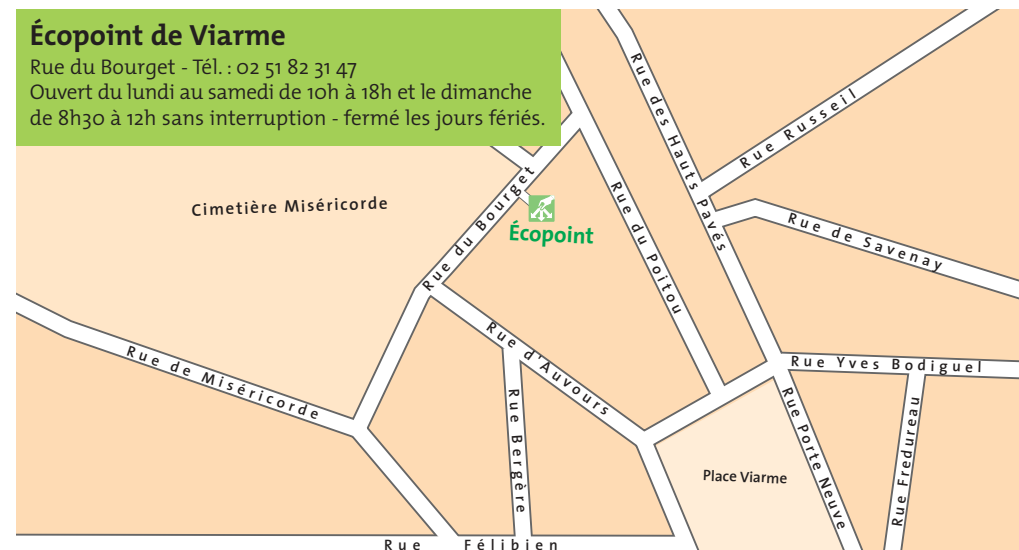 Écopoint de Viarme
Rue du Bourget - Tél. : 02 51 82 31 47
Ouvert du lundi au samedi de 10h à 18h et le dimanche
de 8h30 à 12h sans interruption - fermé les jours fériés.
Rue des Hauts Pavés
Rue Russeil
Cimetière Miséricorde
Rue du Bourget
Écopoint
Rue du Poitou
Rue de Savenay
Rue d'Auvours
Rue de Miséricorde
Rue Yves Bodiguel
Rue Bergère
Rue Porte Neuve
Rue Fredureau
Place Viarme
Rue Félibien